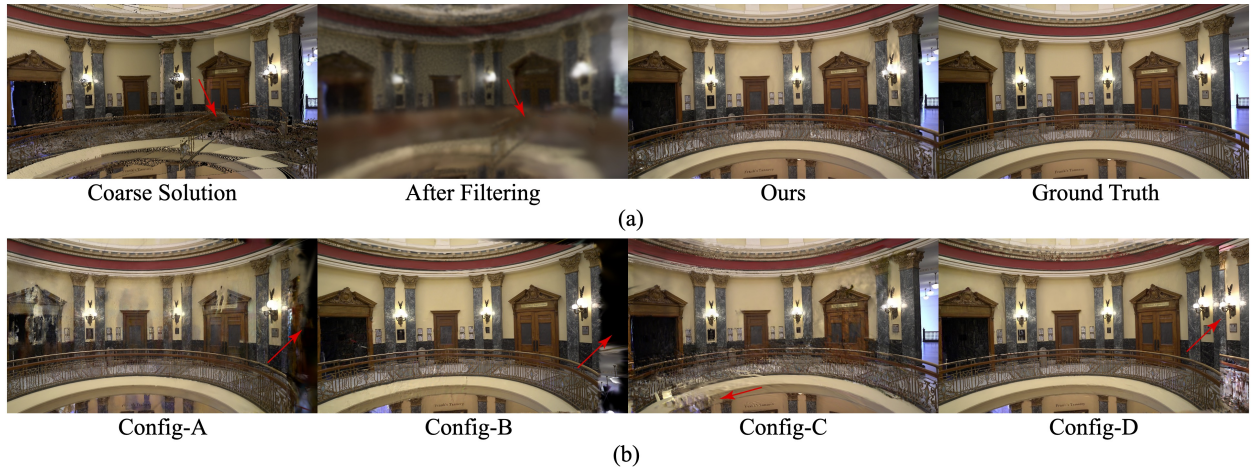 Coarse Solution After Filtering Ours Ground Truth
(a)
Config-A Config-B Config-C Config-D
(b)